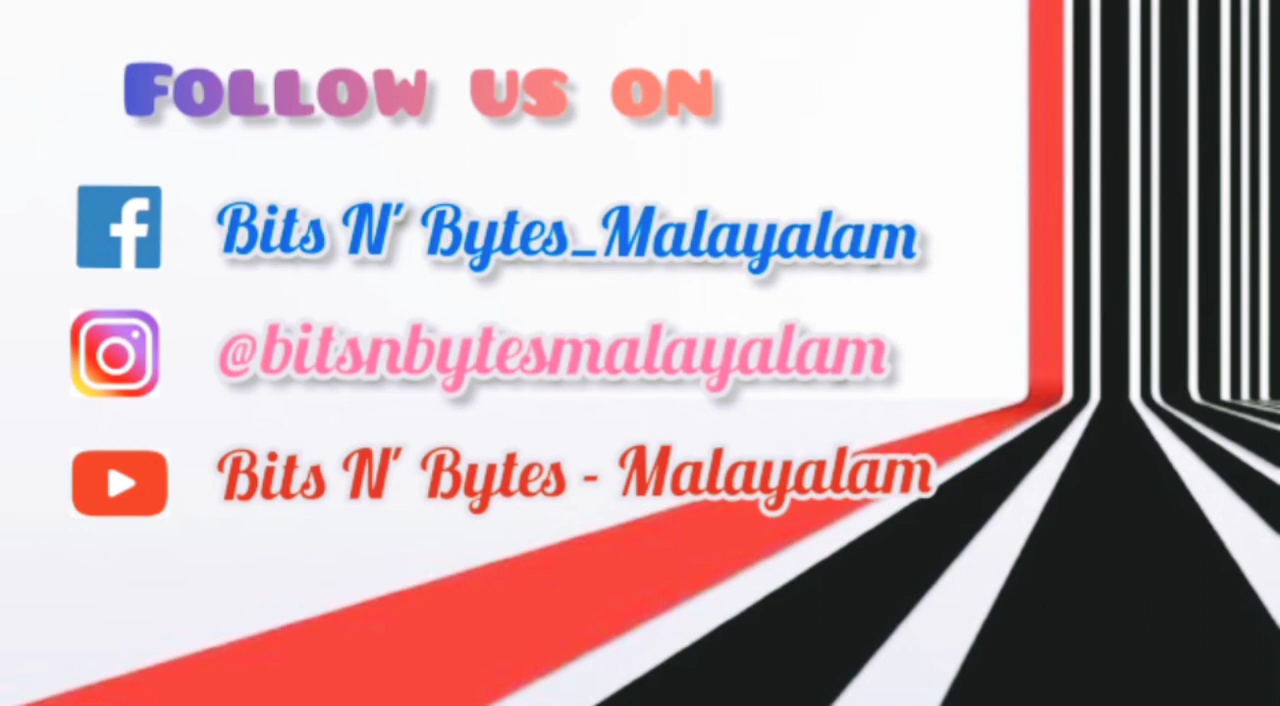 Follow us on
Bits N' Bytes_Malayalam
@bitsnbytesmalayalam
Bits N' Bytes - Malayalam